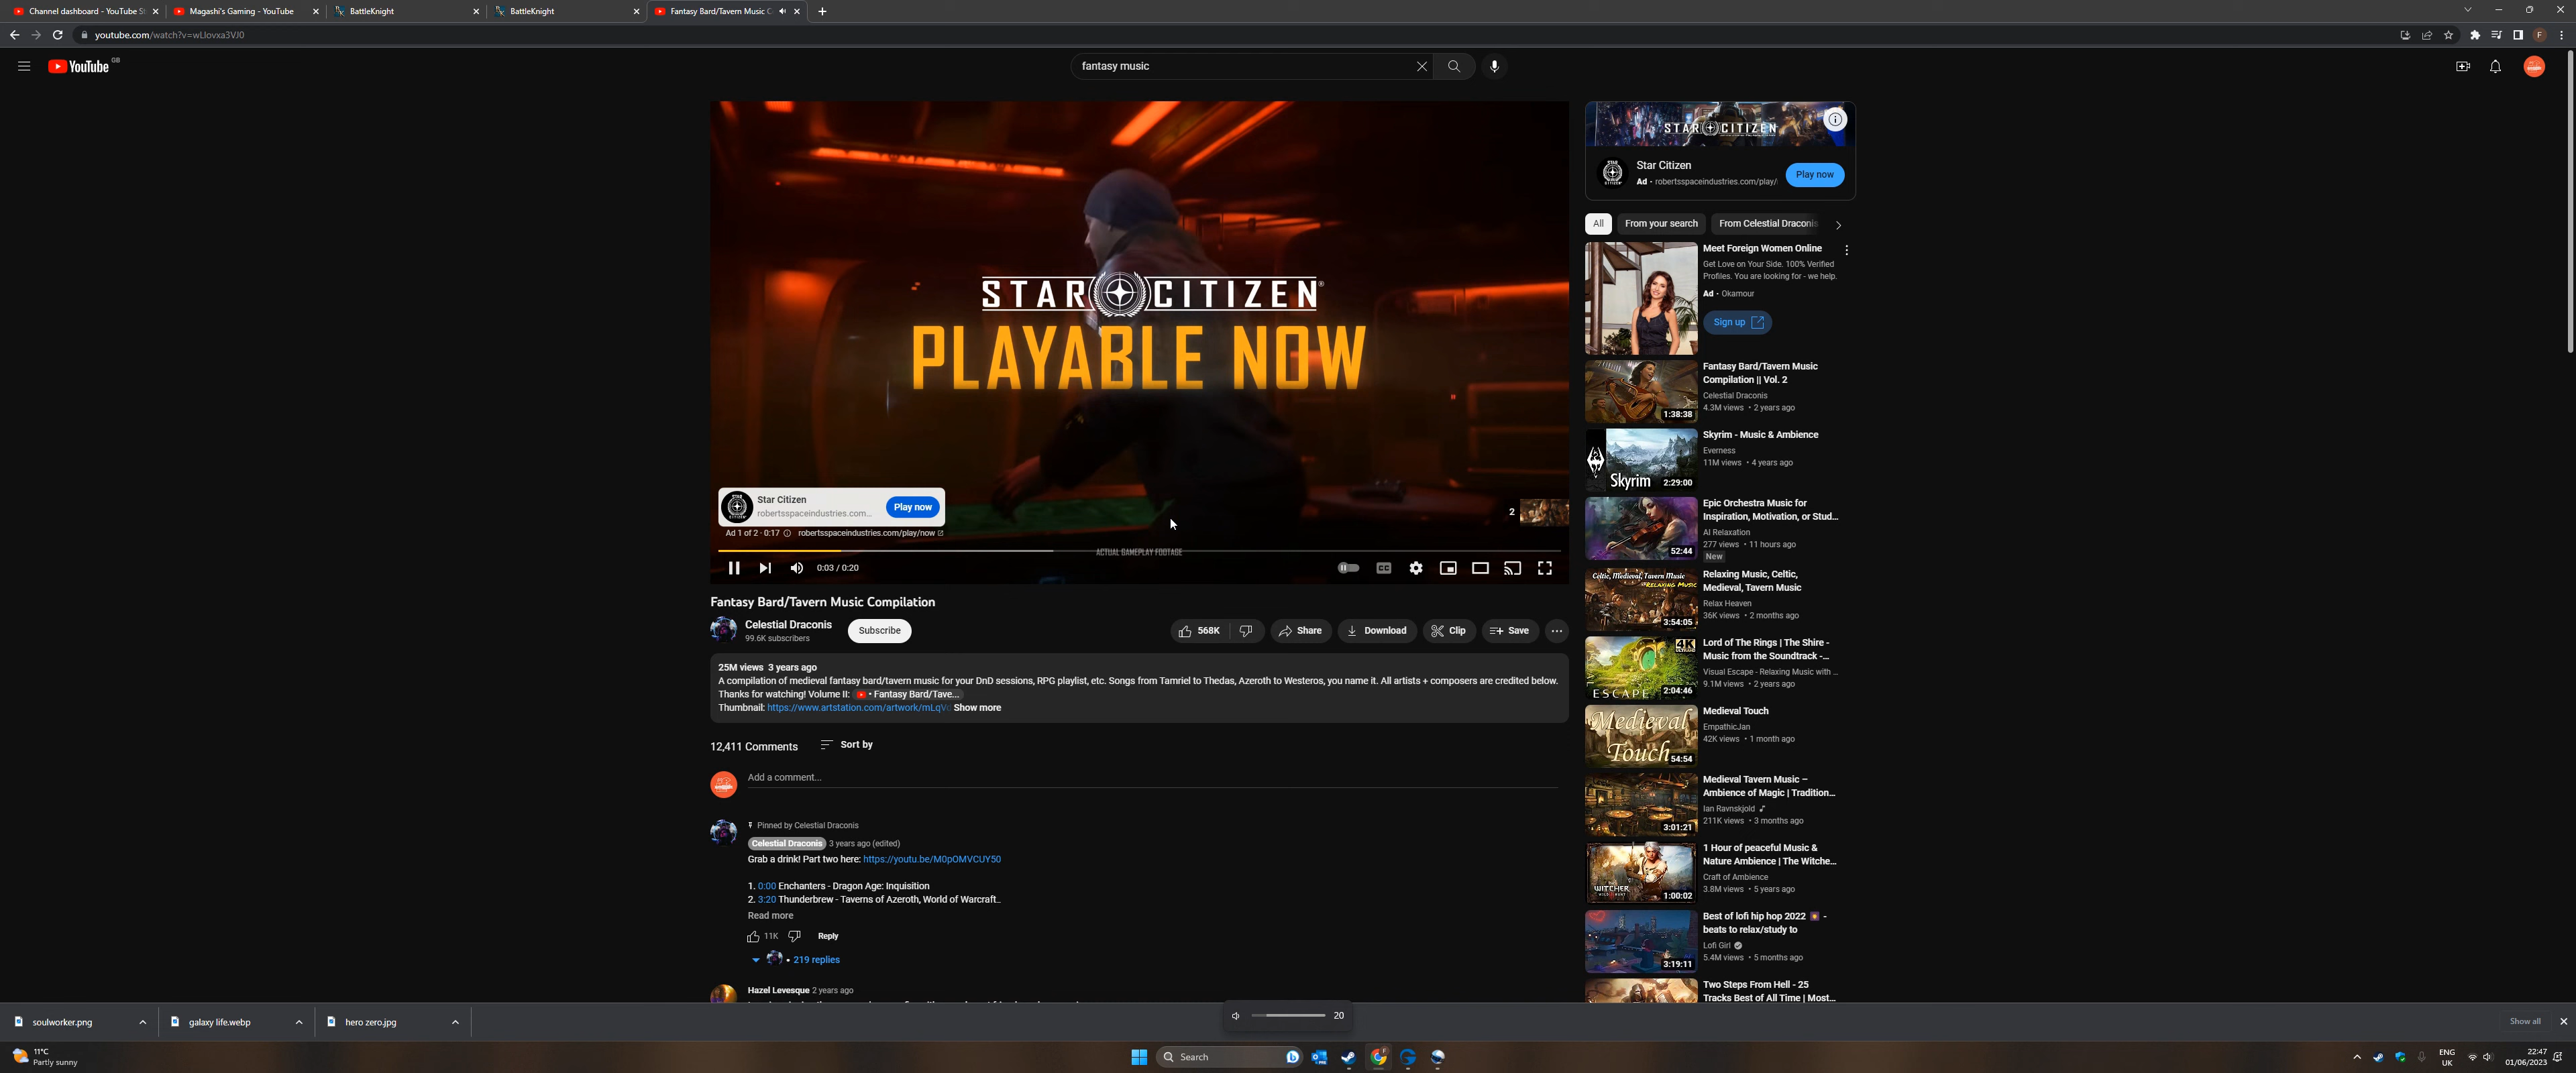 Channel dashboard - YouTube St
Magashi's Gaming - YouTube
BattleKnight
BattleKnight
Fantasy Bard/Tavern Music C
youtube.com/watch?v=wLlovxa3VJ0
F
YouTube GB
fantasy music
STAR CITIZEN
PLAYABLE NOW
Star Citizen
robertsspaceindustries.com...
Play now
2
Ad 1 of 2 · 0:17 robertsspaceindustries.com/play/now
ACTUAL GAMEPLAY FOOTAGE
0:03 / 0:20
CC
Fantasy Bard/Tavern Music Compilation
Celestial Draconis
99.6K subscribers
Subscribe
568K
Share
Download
Clip
Save
25M views 3 years ago
A compilation of medieval fantasy bard/tavern music for your DnD sessions, RPG playlist, etc. Songs from Tamriel to Thedas, Azeroth to Westeros, you name it. All artists + composers are credited below.
Thanks for watching! Volume II: • Fantasy Bard/Tave...
Thumbnail: https://www.artstation.com/artwork/mLqVd Show more
12,411 Comments
Sort by
Add a comment...
Pinned by Celestial Draconis
Celestial Draconis 3 years ago (edited)
Grab a drink! Part two here: https://youtu.be/M0pOMVCUY50
1. 0:00 Enchanters - Dragon Age: Inquisition
2. 3:20 Thunderbrew - Taverns of Azeroth, World of Warcraft..
Read more
11K
Reply
• 219 replies
Hazel Levesque 2 years ago
STAR CITIZEN
Star Citizen
Ad · robertsspaceindustries.com/play/
Play now
All
From your search
From Celestial Draconis
Meet Foreign Women Online
Get Love on Your Side. 100% Verified
Profiles. You are looking for - we help.
Ad · Okamour
Sign up
Fantasy Bard/Tavern Music
Compilation || Vol. 2
Celestial Draconis
4.3M views • 2 years ago
1:38:38
Skyrim - Music & Ambience
Everness
11M views • 4 years ago
Skyrim
2:29:00
Epic Orchestra Music for
Inspiration, Motivation, or Stud...
AI Relaxation
277 views • 11 hours ago
New
52:44
Celtic, Medieval, Tavern Music
RELAXING MUSIC
Relaxing Music, Celtic,
Medieval, Tavern Music
Relax Heaven
36K views • 2 months ago
3:54:05
Lord of The Rings | The Shire -
Music from the Soundtrack -...
Visual Escape - Relaxing Music with ...
9.1M views • 2 years ago
4K
ESCAPE
2:04:46
Medieval Touch
EmpathicJan
42K views • 1 month ago
Medieval
Touch
54:54
Medieval Tavern Music –
Ambience of Magic | Tradition...
Ian Ravnskjold
211K views • 3 months ago
3:01:21
1 Hour of peaceful Music &
Nature Ambience | The Witche...
Craft of Ambience
3.8M views • 5 years ago
WITCHER
1:00:02
Best of lofi hip hop 2022 -
beats to relax/study to
Lofi Girl
5.4M views • 5 months ago
3:19:11
Two Steps From Hell - 25
Tracks Best of All Time | Most...
soulworker.png
galaxy life.webp
hero zero.jpg
20
Show all
11°C
Partly sunny
Search
ENG
UK
22:47
01/06/2023